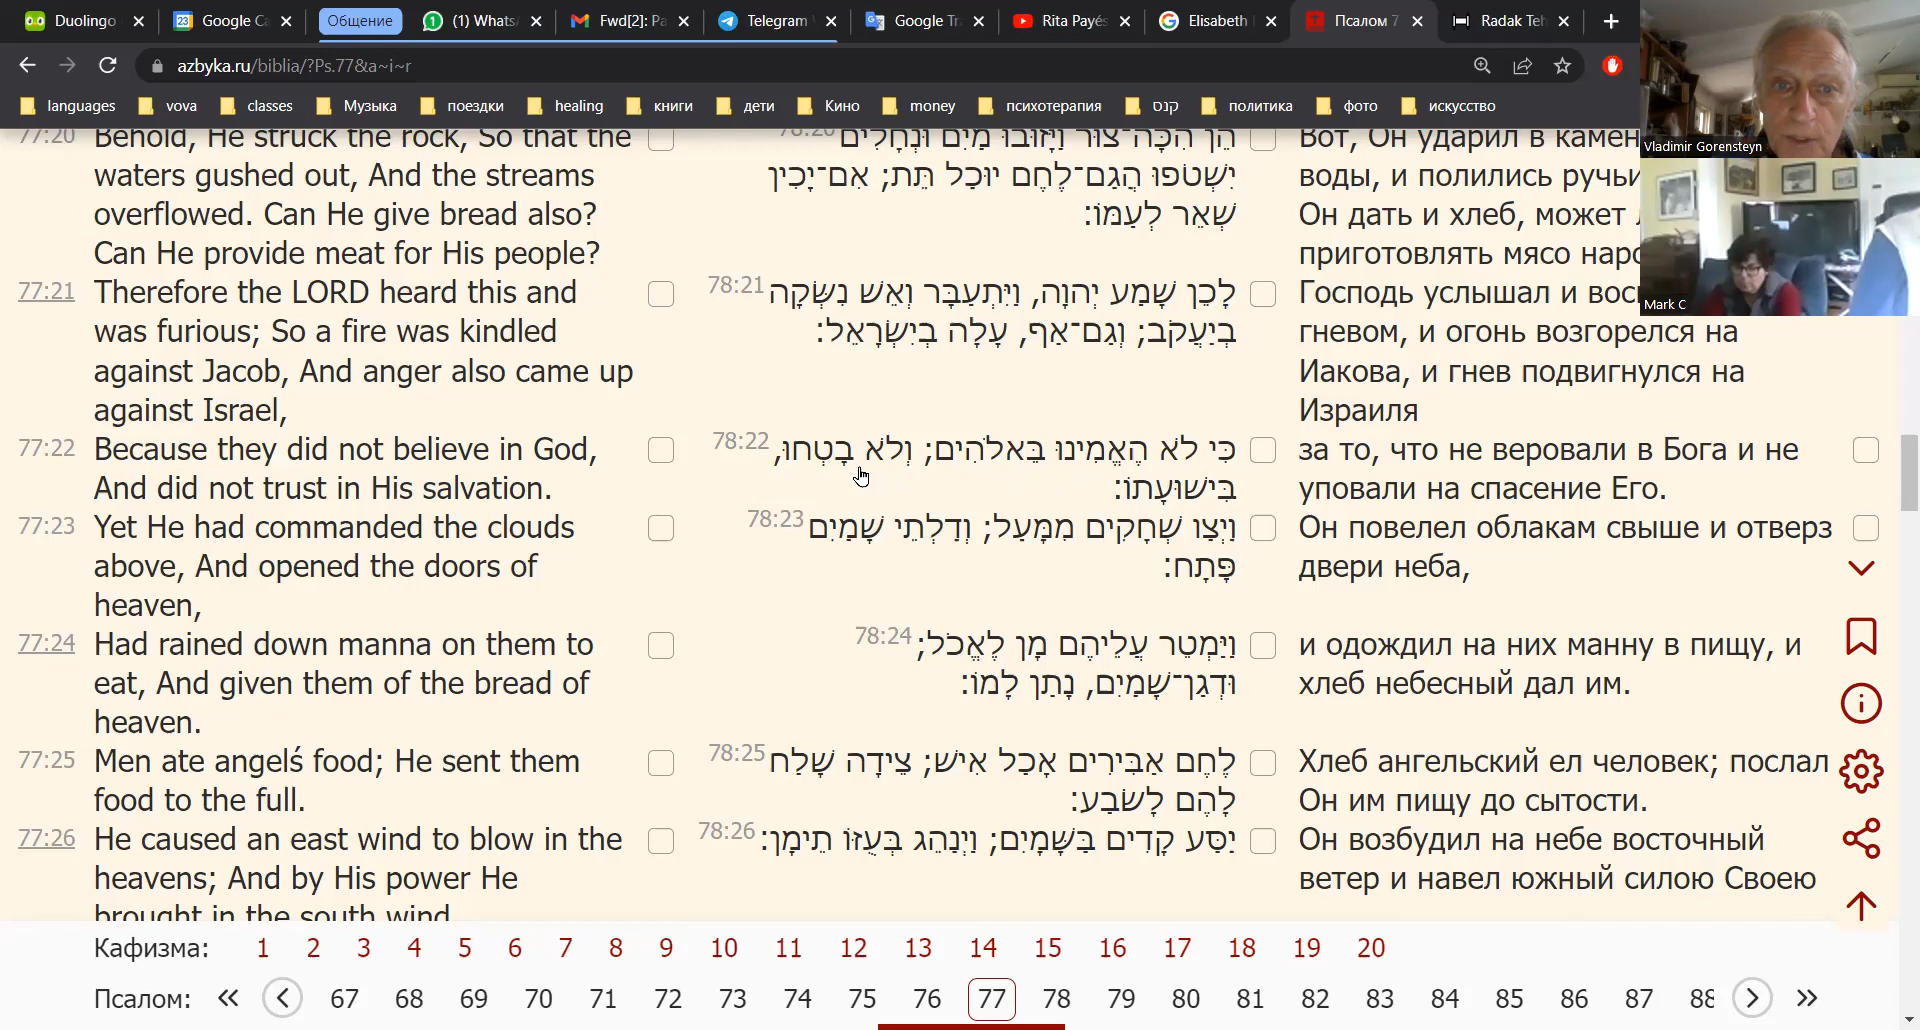 Duolingo
Google Ca
Общение
(1) Whats
Fwd[2]: Pa
Telegram
Google Tr
Rita Payés
Elisabeth
Псалом 7
Radak Teh
azbyka.ru/biblia/?Ps.77&a~i~r
languages vova classes Музыка поездки healing книги дети Кино money психотерапия קנס политика фото искусство
Vladimir Gorensteyn
Mark C
77:20 Behold, He struck the rock, So that the
waters gushed out, And the streams
overflowed. Can He give bread also?
Can He provide meat for His people?
78:20 הֵן הִכָּה־צוּר וַיָּזוּבוּ מַיִם וּנְחָלִים
יִשְׁטֹפוּ הֲגַם־לֶחֶם יוּכַל תֵּת; אִם־יָכִין
שְׁאֵר לְעַמּוֹ׃
Вот, Он ударил в камен
воды, и полились ручьи
Он дать и хлеб, может
приготовлять мясо наро
77:21 Therefore the LORD heard this and
was furious; So a fire was kindled
against Jacob, And anger also came up
against Israel,
78:21 לָכֵן שָׁמַע יְהוָה, וַיִּתְעַבָּר וְאֵשׁ נִשְּׂקָה
בְיַעֲקֹב; וְגַם־אַף, עָלָה בְיִשְׂרָאֵל׃
Господь услышал и вос
гневом, и огонь возгорелся на
Иакова, и гнев подвигнулся на
Израиля
77:22 Because they did not believe in God,
And did not trust in His salvation.
78:22 כִּי לֹא הֶאֱמִינוּ בֵּאלֹהִים; וְלֹא בָטְחוּ,
בִּישׁוּעָתוֹ׃
за то, что не веровали в Бога и не
уповали на спасение Его.
77:23 Yet He had commanded the clouds
above, And opened the doors of
heaven,
78:23 וַיְצַו שְׁחָקִים מִמָּעַל; וְדַלְתֵי שָׁמַיִם
פָּתָח׃
Он повелел облакам свыше и отверз
двери неба,
77:24 Had rained down manna on them to
eat, And given them of the bread of
heaven.
78:24 וַיַּמְטֵר עֲלֵיהֶם מָן לֶאֱכֹל;
וּדְגַן־שָׁמַיִם, נָתַן לָמוֹ׃
и одождил на них манну в пищу, и
хлеб небесный дал им.
77:25 Men ate angelś food; He sent them
food to the full.
78:25 לֶחֶם אַבִּירִים אָכַל אִישׁ; צֵידָה שָׁלַח
לָהֶם לָשֹׂבַע׃
Хлеб ангельский ел человек; послал
Он им пищу до сытости.
77:26 He caused an east wind to blow in the
heavens; And by His power He
brought in the south wind
78:26 יַסַּע קָדִים בַּשָּׁמָיִם; וַיְנַהֵג בְּעֻזּוֹ תֵימָן׃
Он возбудил на небе восточный
ветер и навел южный силою Своею
Кафизма: 1 2 3 4 5 6 7 8 9 10 11 12 13 14 15 16 17 18 19 20
Псалом: 67 68 69 70 71 72 73 74 75 76 77 78 79 80 81 82 83 84 85 86 87 88